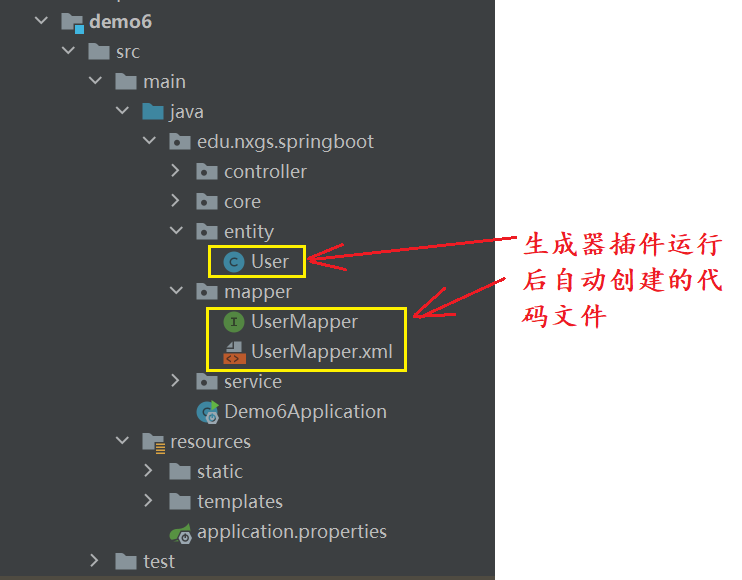 demo6
src
main
java
edu.nxgs.springboot
controller
core
entity
C User
mapper
I UserMapper
<> UserMapper.xml
service
Demo6Application
resources
static
templates
application.properties
test
生成器插件运行
后自动创建的代
码文件